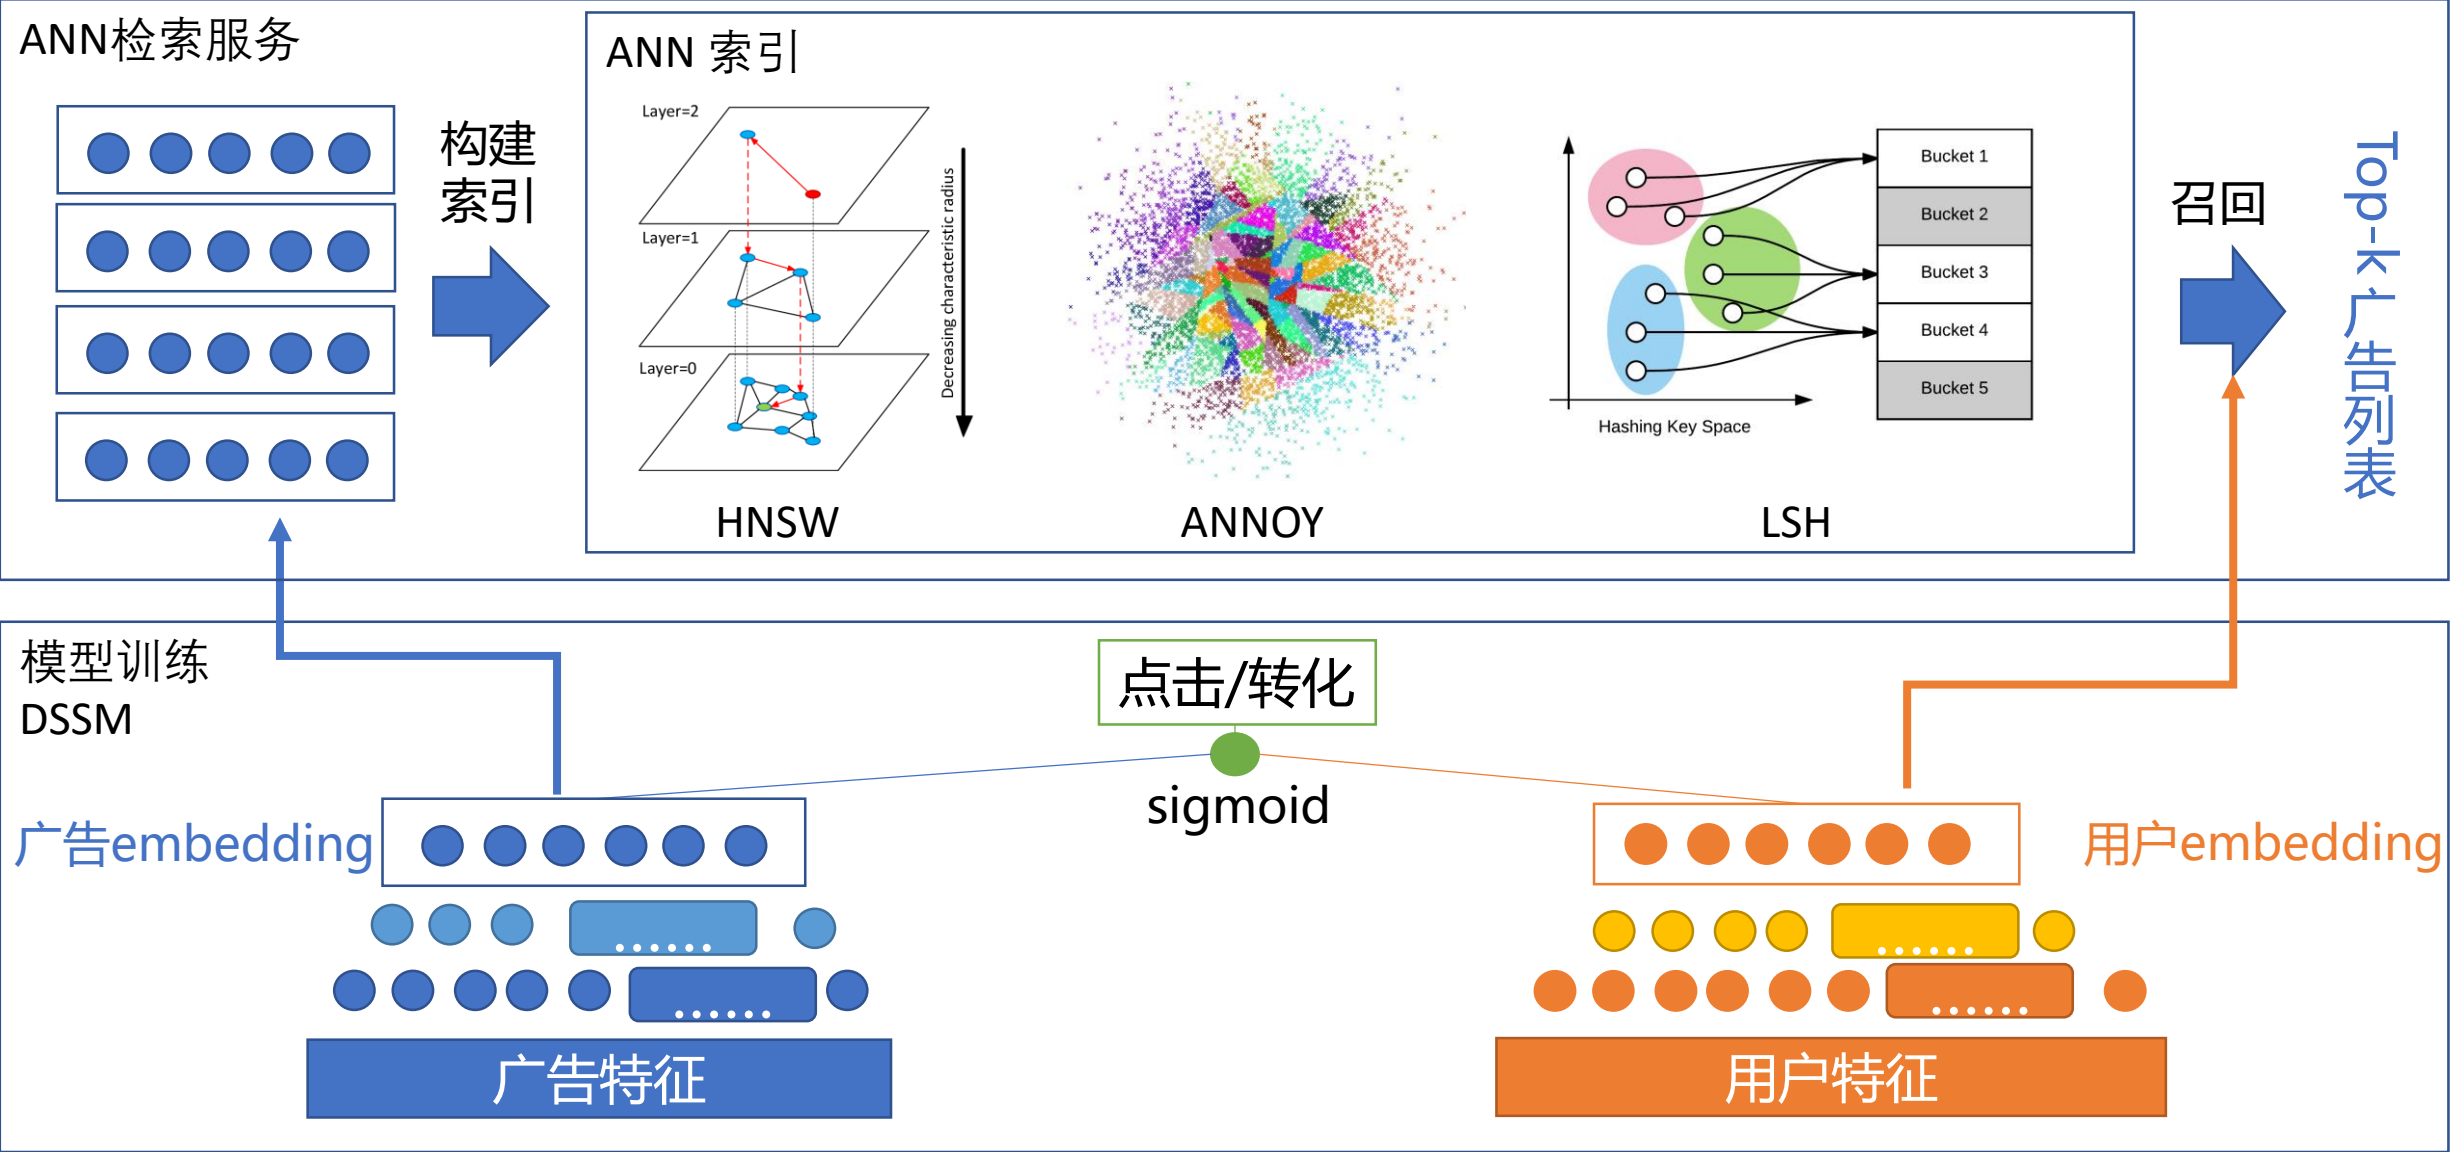 ANN检索服务
构建
索引
ANN 索引
Layer=2
Layer=1
Layer=0
Decreasing characteristic radius
HNSW
ANNOY
Bucket 1
Bucket 2
Bucket 3
Bucket 4
Bucket 5
Hashing Key Space
LSH
召回
Top-k 广告列表
模型训练
DSSM
点击/转化
sigmoid
广告embedding
用户embedding
广告特征
用户特征